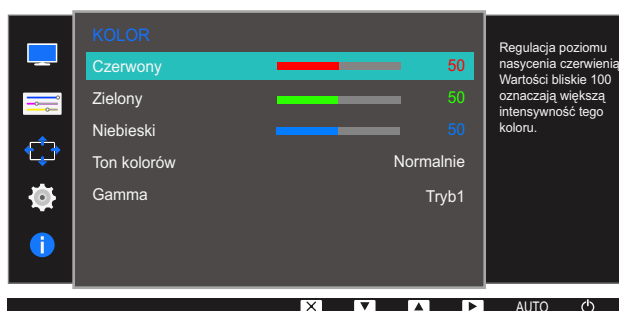 KOLOR
Czerwony 50
Zielony 50
Niebieski 50
Ton kolorów Normalnie
Gamma Tryb1
Regulacja poziomu
nasycenia czerwienią
Wartości bliskie 100
oznaczają większą
intensywność tego
koloru.
AUTO